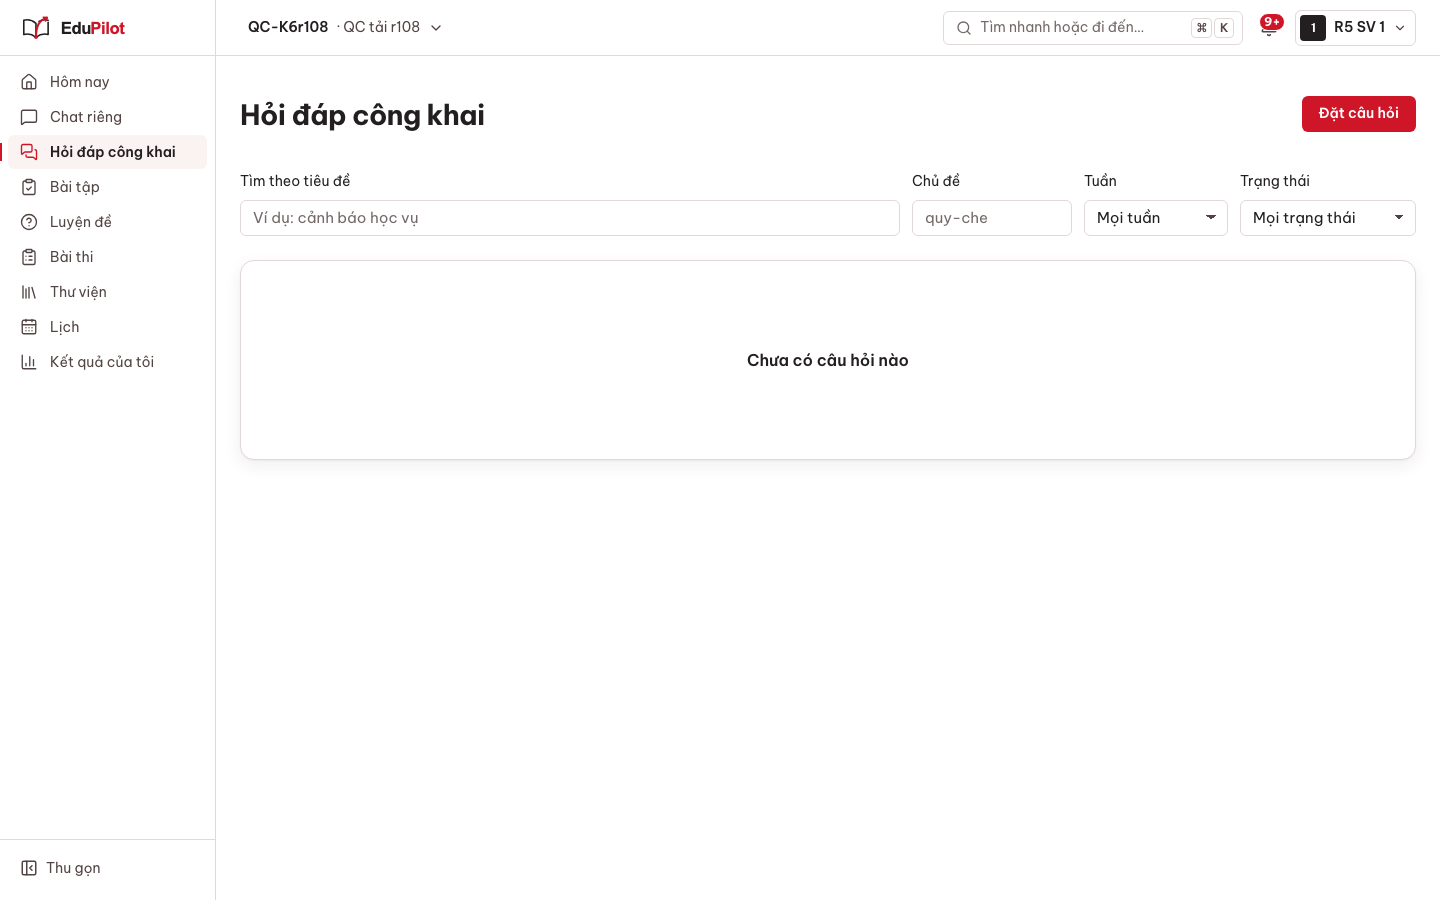 EduPilot
QC-K6r108 · QC tải r108
Tìm nhanh hoặc đi đến...
⌘ K
9+
1
R5 SV 1
Hôm nay
Chat riêng
Hỏi đáp công khai
Bài tập
Luyện đề
Bài thi
Thư viện
Lịch
Kết quả của tôi
Thu gọn
Hỏi đáp công khai
Đặt câu hỏi
Tìm theo tiêu đề
Ví dụ: cảnh báo học vụ
Chủ đề
quy-che
Tuần
Mọi tuần
Trạng thái
Mọi trạng thái
Chưa có câu hỏi nào